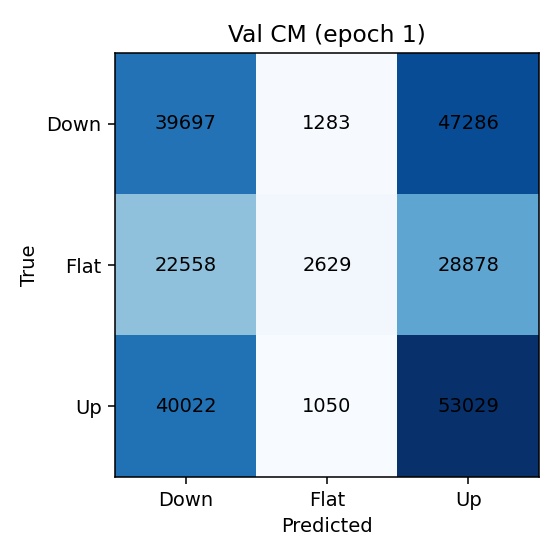 Val CM (epoch 1)
True
Down 39697 1283 47286
Flat 22558 2629 28878
Up 40022 1050 53029
Down Flat Up
Predicted